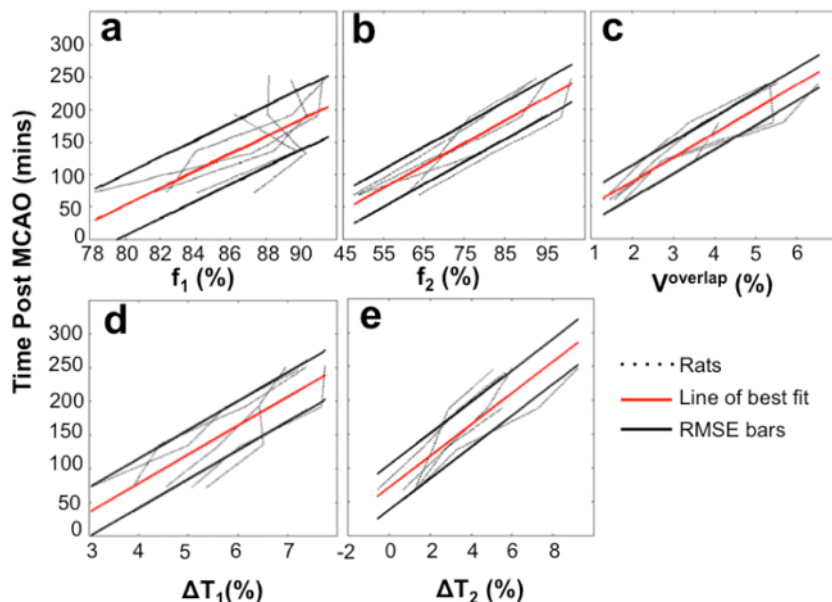 Time Post MCAO (mins)
a
b
c
300
250
200
150
100
50
0
78 80 82 84 86 88 90
45 55 65 75 85 95
1 2 3 4 5 6
f₁ (%)
f₂ (%)
V^overlap (%)
d
e
300
250
200
150
100
50
0
3 4 5 6 7
-2 0 2 4 6 8
ΔT₁(%)
ΔT₂ (%)
Rats
Line of best fit
RMSE bars